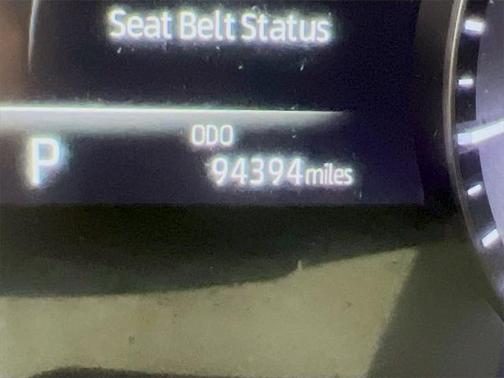 Seat Belt Status
ODO
P
94394 miles